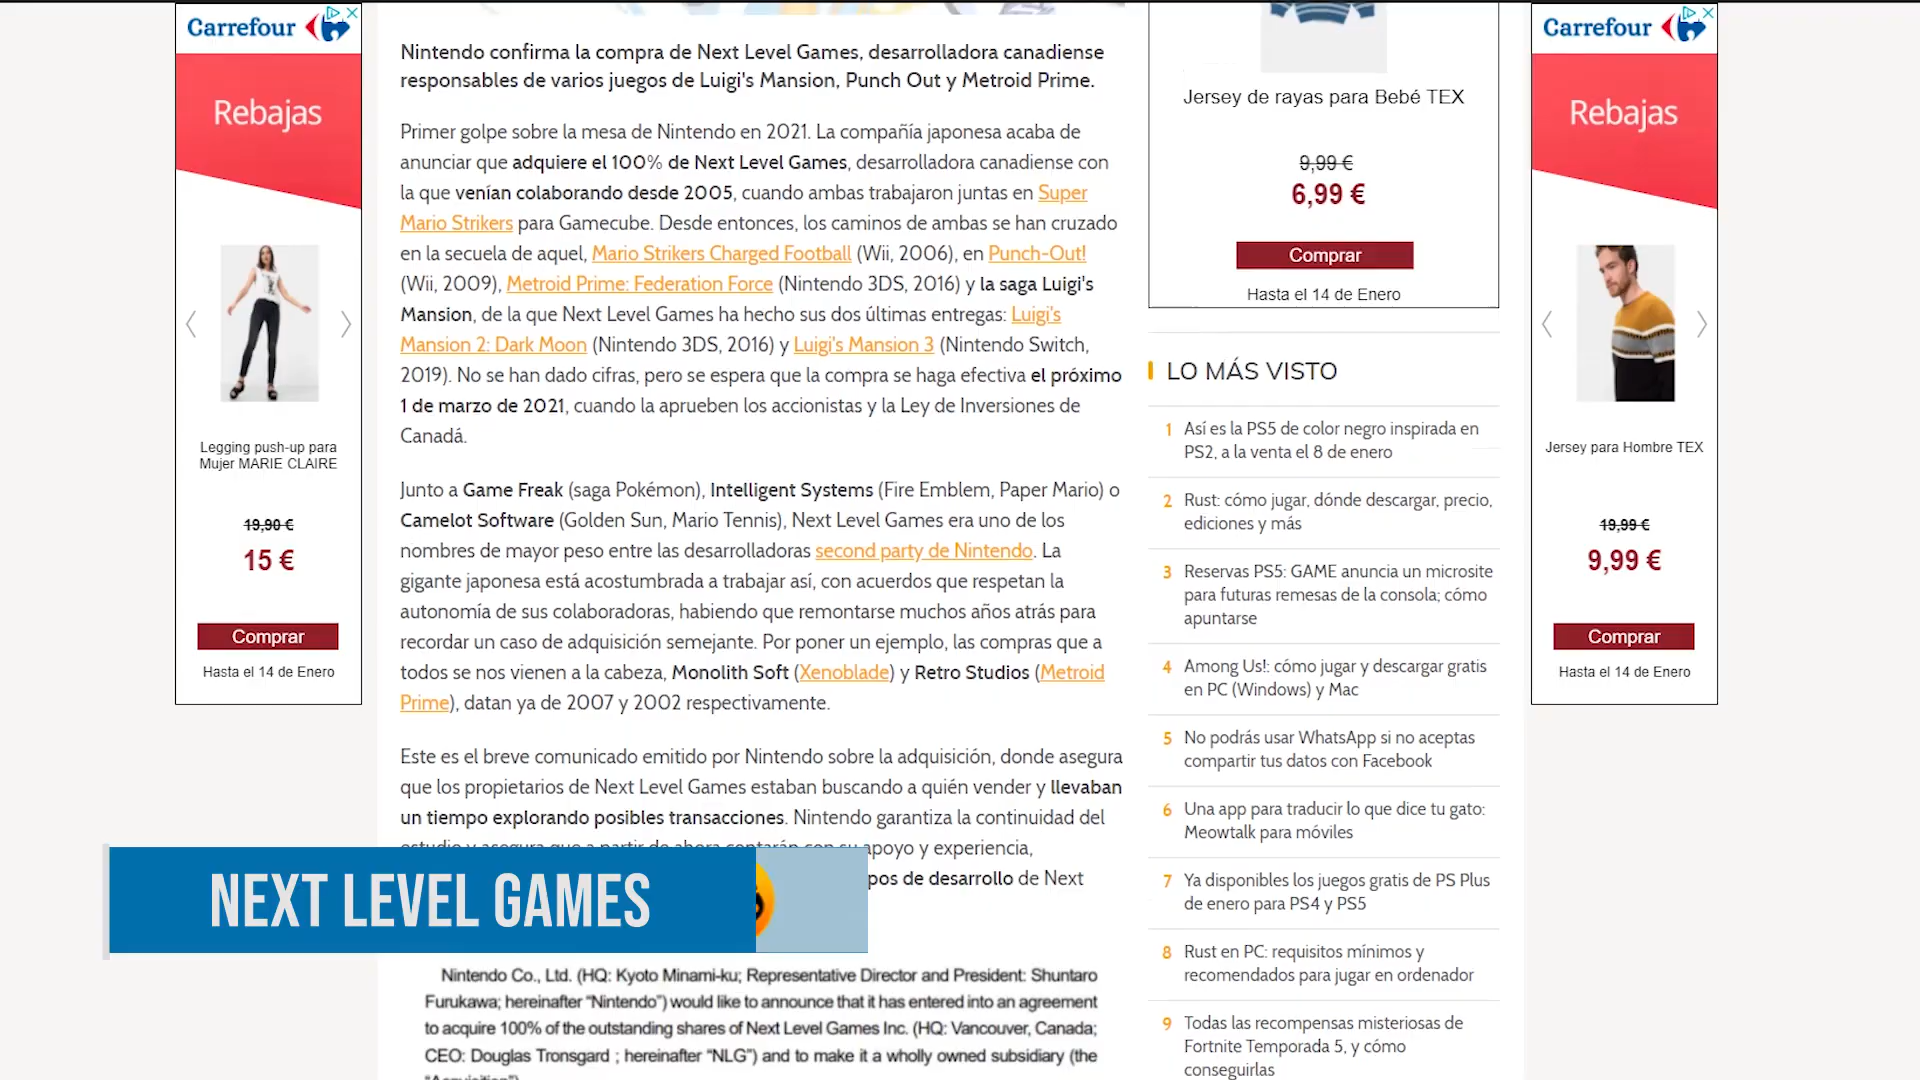 Carrefour
Rebajas
Legging push-up para
Mujer MARIE CLAIRE
19,90 €
15 €
Comprar
Hasta el 14 de Enero
Nintendo confirma la compra de Next Level Games, desarrolladora canadiense
responsables de varios juegos de Luigi's Mansion, Punch Out y Metroid Prime.
Primer golpe sobre la mesa de Nintendo en 2021. La compañía japonesa acaba de
anunciar que adquiere el 100% de Next Level Games, desarrolladora canadiense con
la que venían colaborando desde 2005, cuando ambas trabajaron juntas en Super
Mario Strikers para Gamecube. Desde entonces, los caminos de ambas se han cruzado
en la secuela de aquel, Mario Strikers Charged Football (Wii, 2006), en Punch-Out!
(Wii, 2009), Metroid Prime: Federation Force (Nintendo 3DS, 2016) y la saga Luigi's
Mansion, de la que Next Level Games ha hecho sus dos últimas entregas: Luigi's
Mansion 2: Dark Moon (Nintendo 3DS, 2016) y Luigi's Mansion 3 (Nintendo Switch,
2019). No se han dado cifras, pero se espera que la compra se haga efectiva el próximo
1 de marzo de 2021, cuando la aprueben los accionistas y la Ley de Inversiones de
Canadá.
Junto a Game Freak (saga Pokémon), Intelligent Systems (Fire Emblem, Paper Mario) o
Camelot Software (Golden Sun, Mario Tennis), Next Level Games era uno de los
nombres de mayor peso entre las desarrolladoras second party de Nintendo. La
gigante japonesa está acostumbrada a trabajar así, con acuerdos que respetan la
autonomía de sus colaboradoras, habiendo que remontarse muchos años atrás para
recordar un caso de adquisición semejante. Por poner un ejemplo, las compras que a
todos se nos vienen a la cabeza, Monolith Soft (Xenoblade) y Retro Studios (Metroid
Prime), datan ya de 2007 y 2002 respectivamente.
Este es el breve comunicado emitido por Nintendo sobre la adquisición, donde asegura
que los propietarios de Next Level Games estaban buscando a quién vender y llevaban
un tiempo explorando posibles transacciones. Nintendo garantiza la continuidad del
estudio y asegura que a partir de ahora contarán con su apoyo y experiencia,
pos de desarrollo de Next
NEXT LEVEL GAMES
Nintendo Co., Ltd. (HQ: Kyoto Minami-ku; Representative Director and President: Shuntaro
Furukawa; hereinafter “Nintendo”) would like to announce that it has entered into an agreement
to acquire 100% of the outstanding shares of Next Level Games Inc. (HQ: Vancouver, Canada;
CEO: Douglas Tronsgard ; hereinafter “NLG”) and to make it a wholly owned subsidiary (the
Jersey de rayas para Bebé TEX
9,99 €
6,99 €
Comprar
Hasta el 14 de Enero
LO MÁS VISTO
1 Así es la PS5 de color negro inspirada en
PS2, a la venta el 8 de enero
2 Rust: cómo jugar, dónde descargar, precio,
ediciones y más
3 Reservas PS5: GAME anuncia un microsite
para futuras remesas de la consola; cómo
apuntarse
4 Among Us!: cómo jugar y descargar gratis
en PC (Windows) y Mac
5 No podrás usar WhatsApp si no aceptas
compartir tus datos con Facebook
6 Una app para traducir lo que dice tu gato:
Meowtalk para móviles
7 Ya disponibles los juegos gratis de PS Plus
de enero para PS4 y PS5
8 Rust en PC: requisitos mínimos y
recomendados para jugar en ordenador
9 Todas las recompensas misteriosas de
Fortnite Temporada 5, y cómo
conseguirlas
Carrefour
Rebajas
Jersey para Hombre TEX
19,99 €
9,99 €
Comprar
Hasta el 14 de Enero